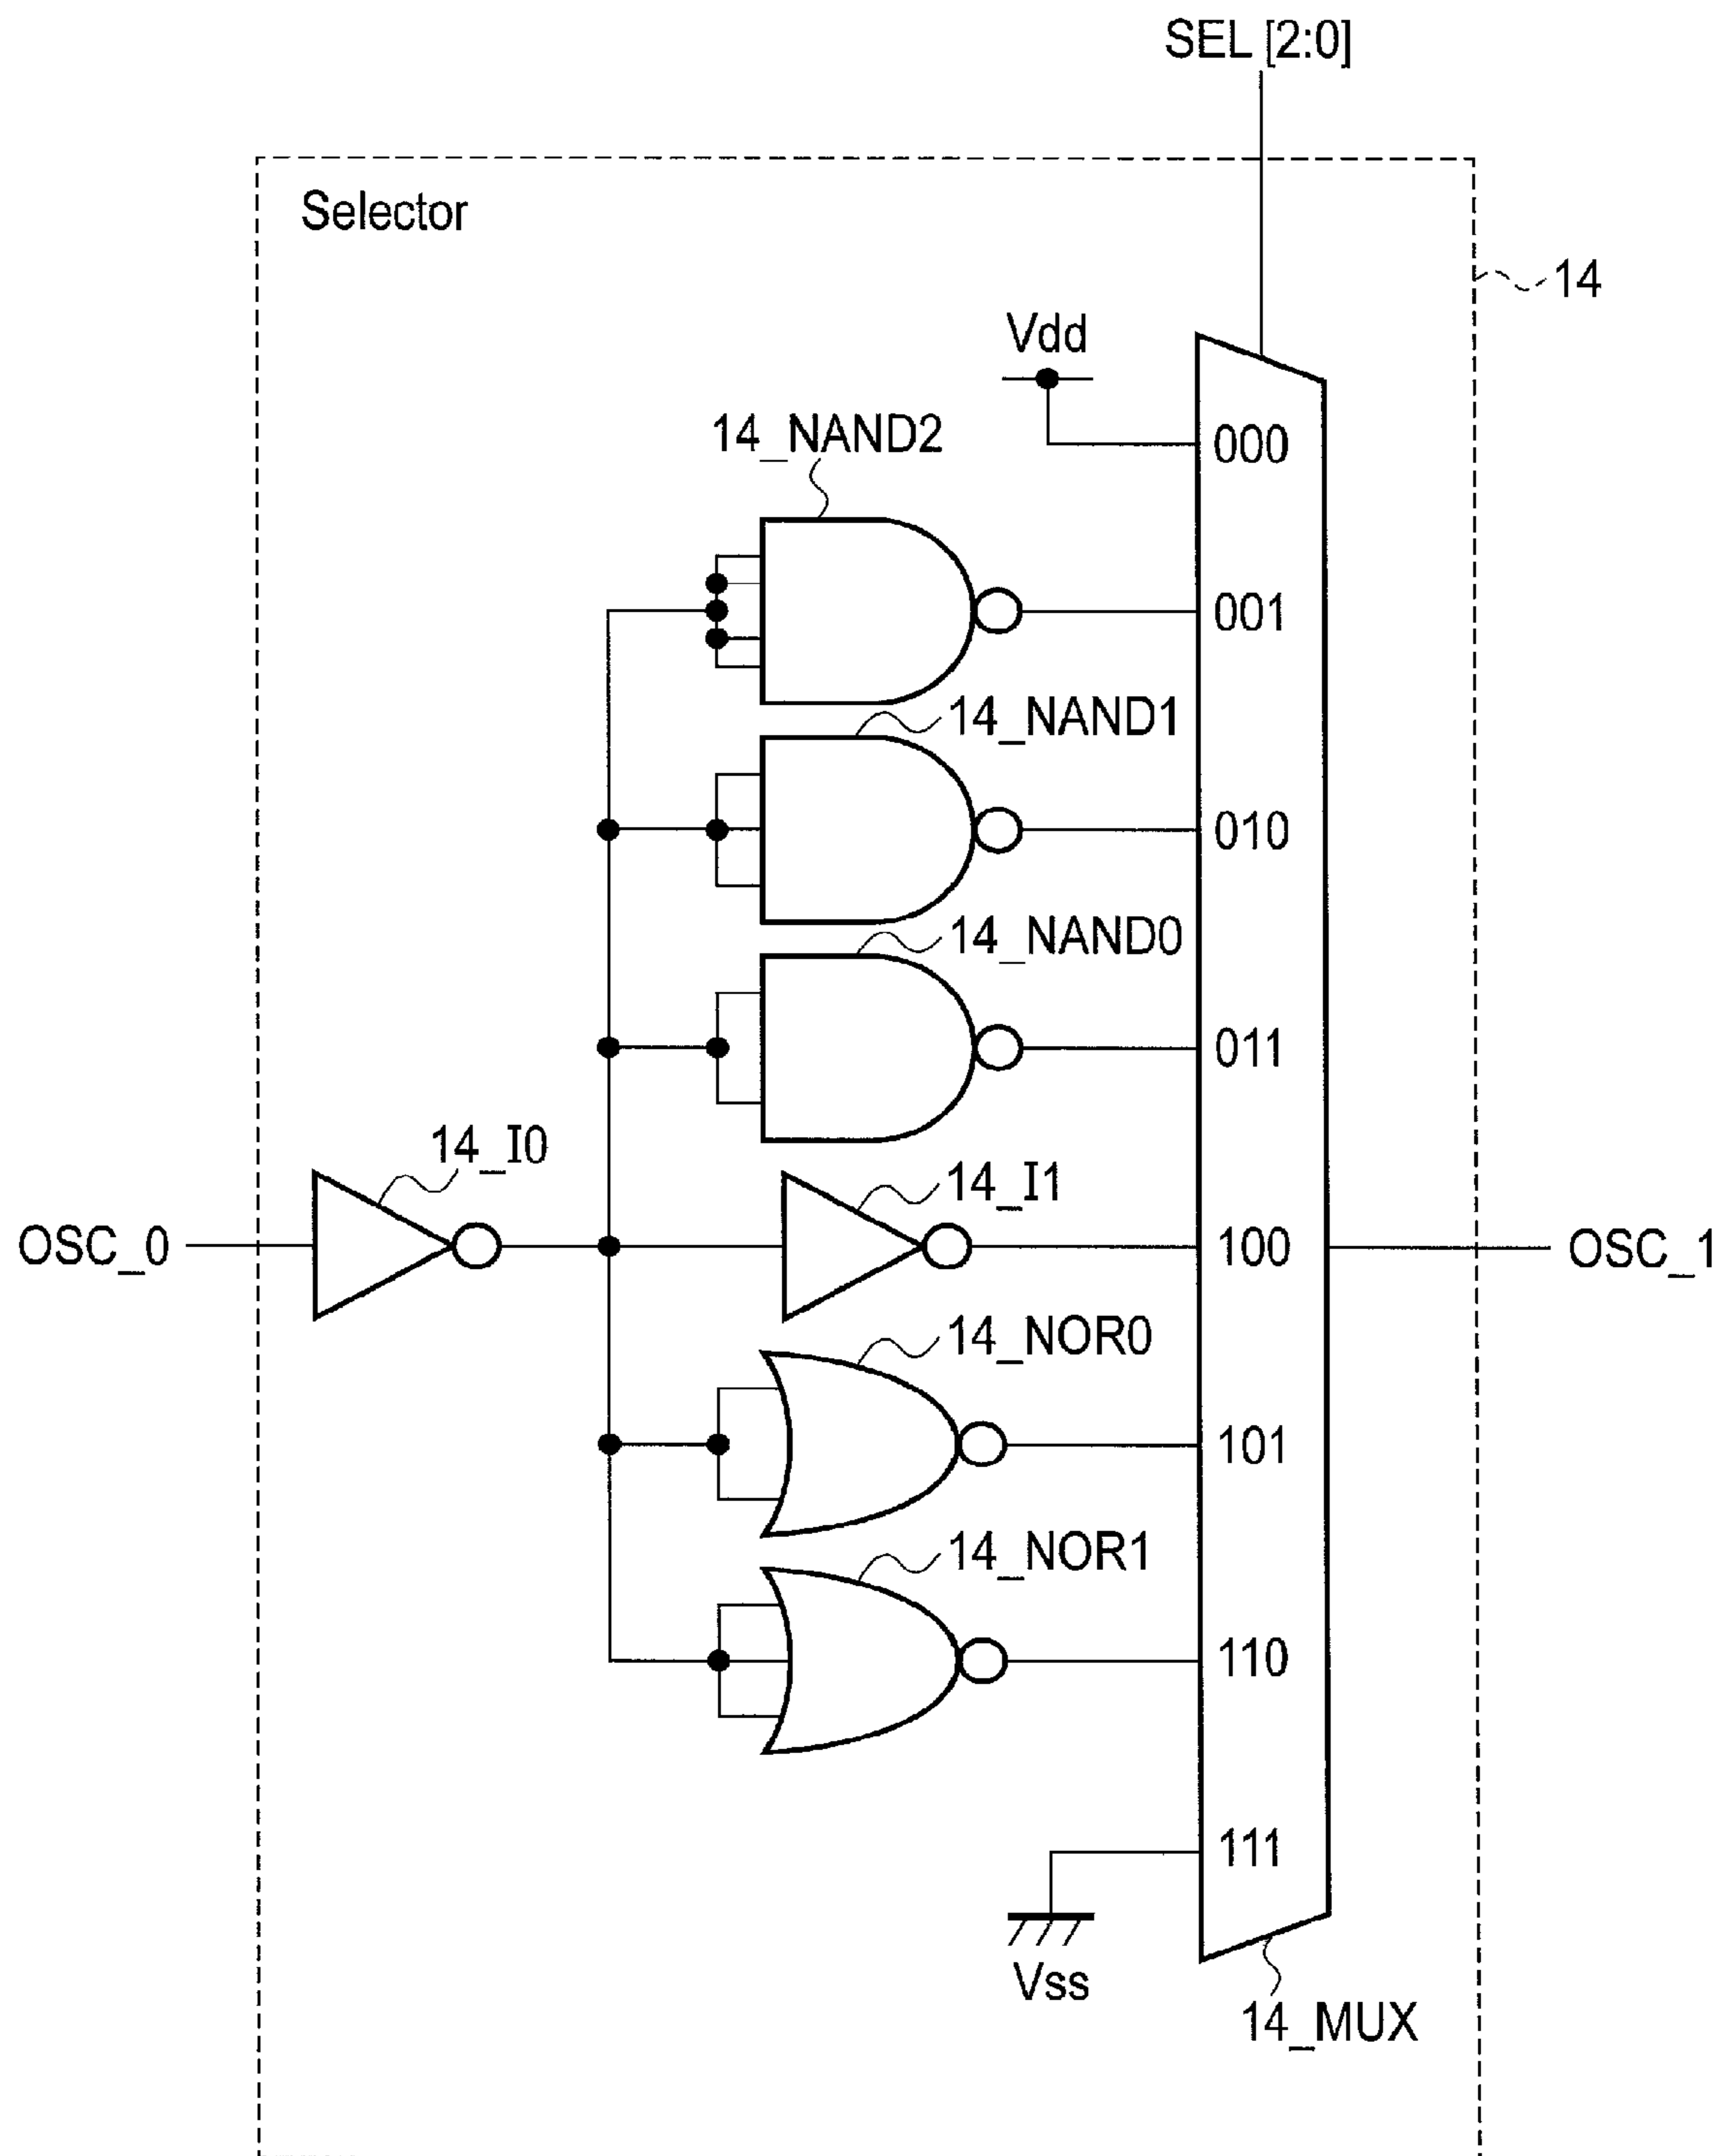 SEL [2:0]
Selector
14
Vdd
000
14_NAND2
001
14_NAND1
010
14_NAND0
011
14_I0
14_I1
OSC_0
100
OSC_1
14_NOR0
101
14_NOR1
110
111
Vss
14_MUX